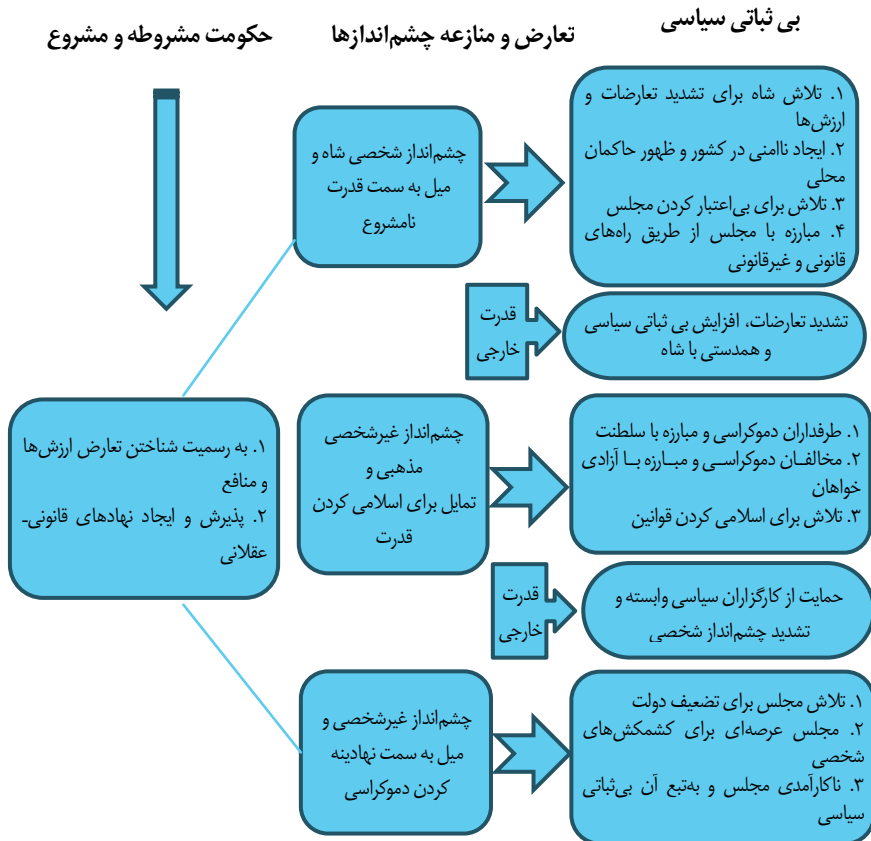 حکومت مشروطه و مشروع
تعارض و منازعه چشم‌اندازها
بی ثباتی سیاسی
۱. به رسمیت شناختن تعارض ارزش‌ها
و منافع
۲. پذیرش و ایجاد نهادهای قانونی-
عقلانی
چشم‌انداز شخصی شاه و
میل به سمت قدرت
نامشروع
۱. تلاش شاه برای تشدید تعارضات و
ارزش‌ها
۲. ایجاد ناامنی در کشور و ظهور حاکمان
محلی
۳. تلاش برای بی‌اعتبار کردن مجلس
۴. مبارزه با مجلس از طریق راه‌های
قانونی و غیرقانونی
قدرت
خارجی
تشدید تعارضات، افزایش بی ثباتی سیاسی
و همدستی با شاه
چشم‌انداز غیرشخصی
مذهبی و
تمایل برای اسلامی کردن
قدرت
۱. طرفداران دموکراسی و مبارزه با سلطنت
۲. مخالفان دموکراسی و مبارزه با آزادی
خواهان
۳. تلاش برای اسلامی کردن قوانین
قدرت
خارجی
حمایت از کارگزاران سیاسی وابسته و
تشدید چشم‌انداز شخصی
چشم‌انداز غیرشخصی و
میل به سمت نهادینه
کردن دموکراسی
۱. تلاش مجلس برای تضعیف دولت
۲. مجلس عرصه‌ای برای کشمکش‌های
شخصی
۳. ناکارآمدی مجلس و به‌تبع آن بی‌ثباتی
سیاسی